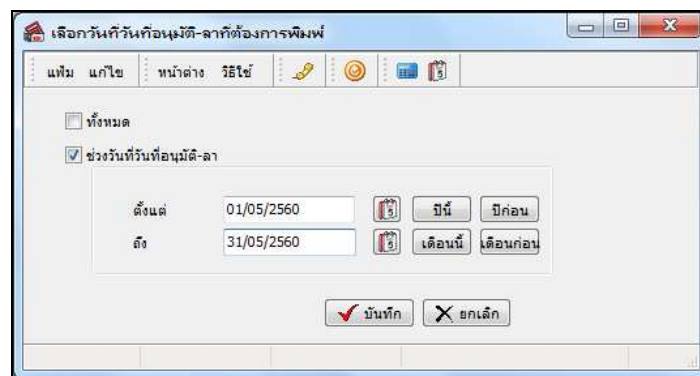 เลือกวันที่วันที่อนุมัติ-ลาที่ต้องการพิมพ์
แฟ้ม แก้ไข หน้าต่าง วิธีใช้
ทั้งหมด
ช่วงวันที่วันที่อนุมัติ-ลา
ตั้งแต่ 01/05/2560 ปีนี้ ปีก่อน
ถึง 31/05/2560 เดือนนี้ เดือนก่อน
บันทึก ยกเลิก